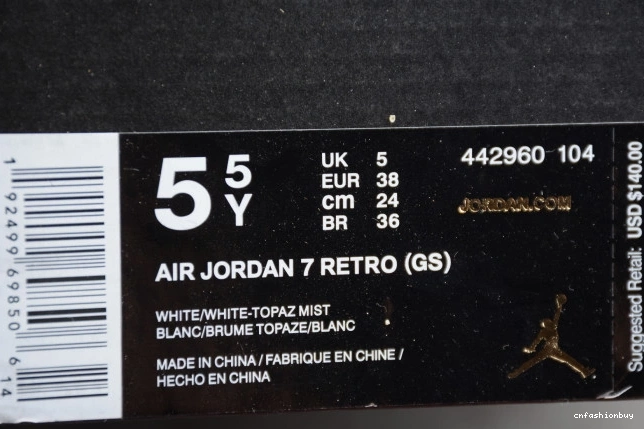 5 5Y
UK 5
EUR 38
cm 24
BR 36
442960 104
JORDAN.COM
AIR JORDAN 7 RETRO (GS)
WHITE/WHITE-TOPAZ MIST
BLANC/BRUME TOPAZE/BLANC
MADE IN CHINA / FABRIQUE EN CHINE /
HECHO EN CHINA
1 92499 69850 6 14
Suggested Retail: USD $140.00
cnfashionbuy